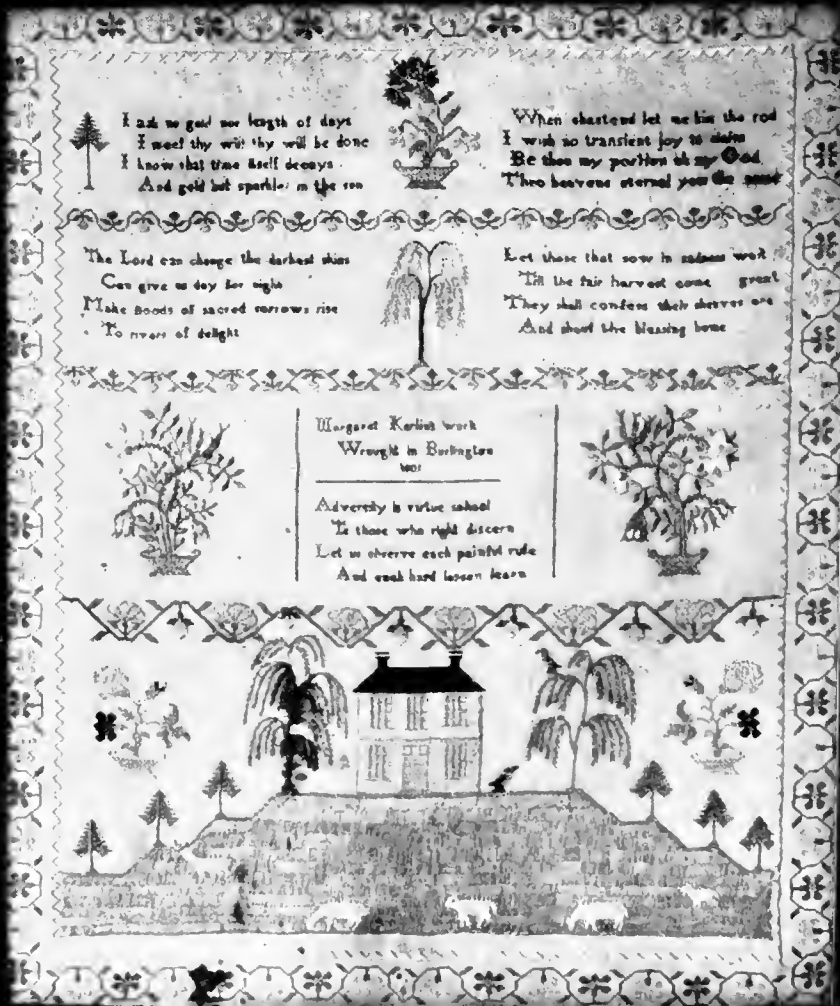 I ask no gold nor length of days
I meet thy will thy will be done
I know that time itself decays
And gold but sparkles in the sun
When chastend let me kiss the rod
I wish no transient joy to claim
Be thou my portion oh my God
Thro heavens eternal year the same
The Lord can change the darkest skies
Can give us day for night
Make floods of sacred sorrows rise
To rivers of delight
Let those that sow in sadness wait
Till the fair harvest come
They shall confess their sheaves are great
And shout the blessing home
Margaret work
Wrought in Burlington
Adversity is virtue school
To those who right discern
Let us observe each painful rule
And each hard lesson learn